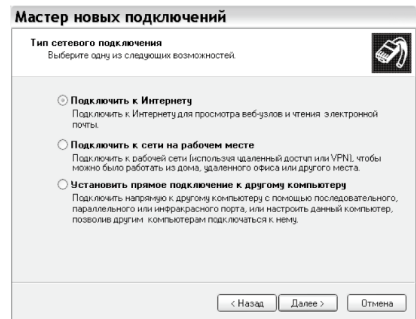 Мастер новых подключений
Тип сетевого подключения
Выберите одну из следующих возможностей.
Подключить к Интернету
Подключить к Интернету для просмотра веб-узлов и чтения электронной
почты.
Подключить к сети на рабочем месте
Подключить к рабочей сети (используя удаленный доступ или VPN), чтобы
можно было работать из дома, удаленного офиса или другого места.
Установить прямое подключение к другому компьютеру
Подключить напрямую к другому компьютеру с помощью последовательного,
параллельного или инфракрасного порта, или настроить данный компьютер,
позволив другим компьютерам подключаться к нему.
< Назад Далее > Отмена